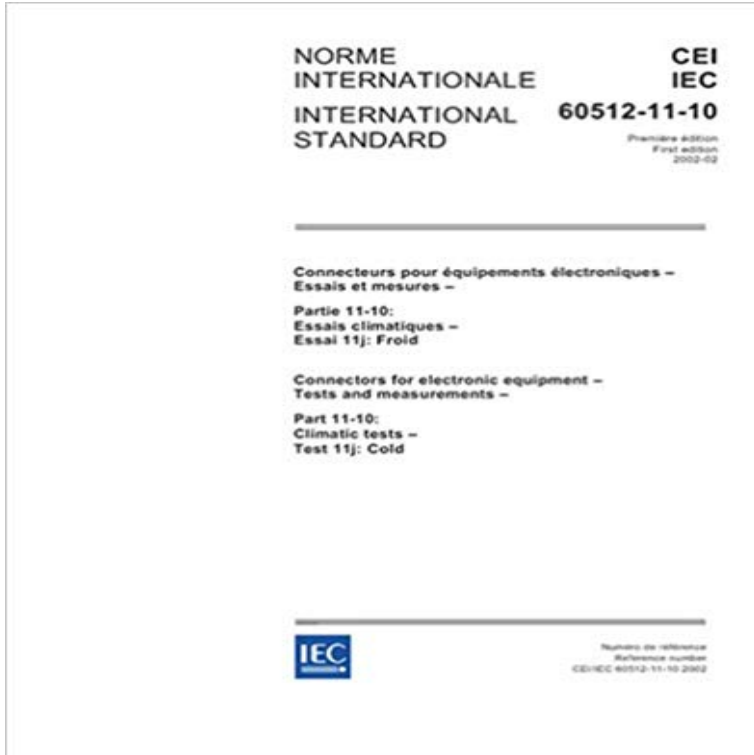 NORME
INTERNATIONALE
INTERNATIONAL
STANDARD
CEI
IEC
60512-11-10
Première édition
First edition
2002-02
Connecteurs pour équipements électroniques –
Essais et mesures –
Partie 11-10:
Essais climatiques –
Essai 11j: Froid
Connectors for electronic equipment –
Tests and measurements –
Part 11-10:
Climatic tests –
Test 11j: Cold
IEC
Numéro de référence
Reference number
CEI/IEC 60512-11-10:2002